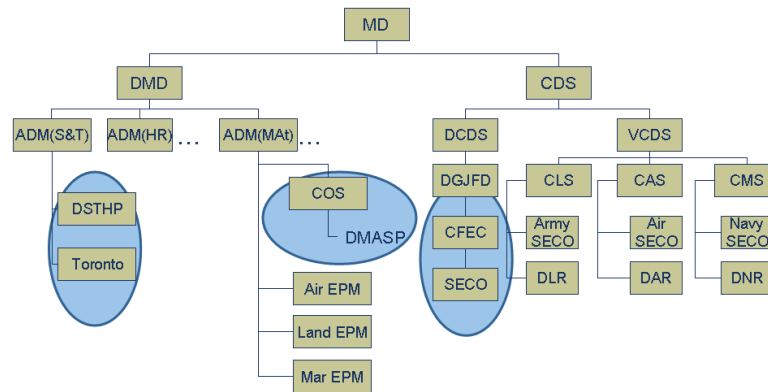 MD
DMD
CDS
ADM(S&T)
ADM(HR)
...
ADM(MAt)
...
DCDS
VCDS
DSTHP
Toronto
COS
DMASP
Air EPM
Land EPM
Mar EPM
DGJFD
CFEC
SECO
CLS
CAS
CMS
Army
SECO
Air
SECO
Navy
SECO
DLR
DAR
DNR